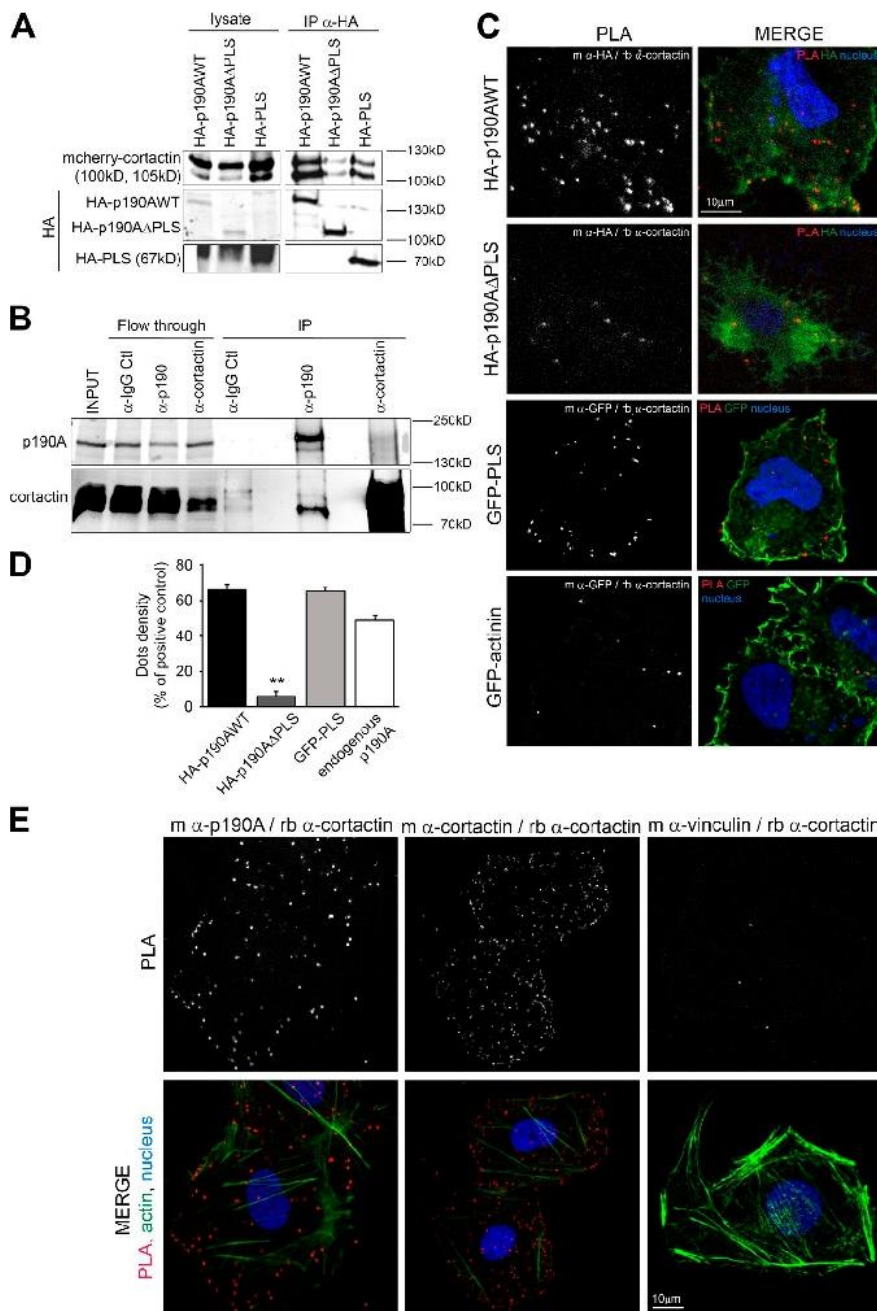 A
lysate
IP α-HA
HA-p190AWT
HA-p190AΔPLS
HA-PLS
HA-p190AWT
HA-p190AΔPLS
HA-PLS
mcherry-cortactin
(100kD, 105kD)
130kD
100kD
HA
HA-p190AWT
130kD
HA-p190AΔPLS
100kD
HA-PLS (67kD)
70kD
B
Flow through
IP
INPUT
α-IgG Ctl
α-p190
α-cortactin
α-IgG Ctl
α-p190
α-cortactin
250kD
p190A
130kD
cortactin
100kD
70kD
C
PLA
MERGE
HA-p190AWT
m α-HA / rb α-cortactin
PLA HA nucleus
10μm
HA-p190AΔPLS
m α-HA / rb α-cortactin
PLA HA nucleus
GFP-PLS
m α-GFP / rb α-cortactin
PLA GFP nucleus
GFP-actinin
m α-GFP / rb α-cortactin
PLA GFP
nucleus
D
Dots density
(% of positive control)
80
60
40
20
0
**
HA-p190AWT
HA-p190AΔPLS
GFP-PLS
endogenous
p190A
E
m α-p190A / rb α-cortactin
m α-cortactin / rb α-cortactin
m α-vinculin / rb α-cortactin
PLA
MERGE
PLA, actin, nucleus
10μm